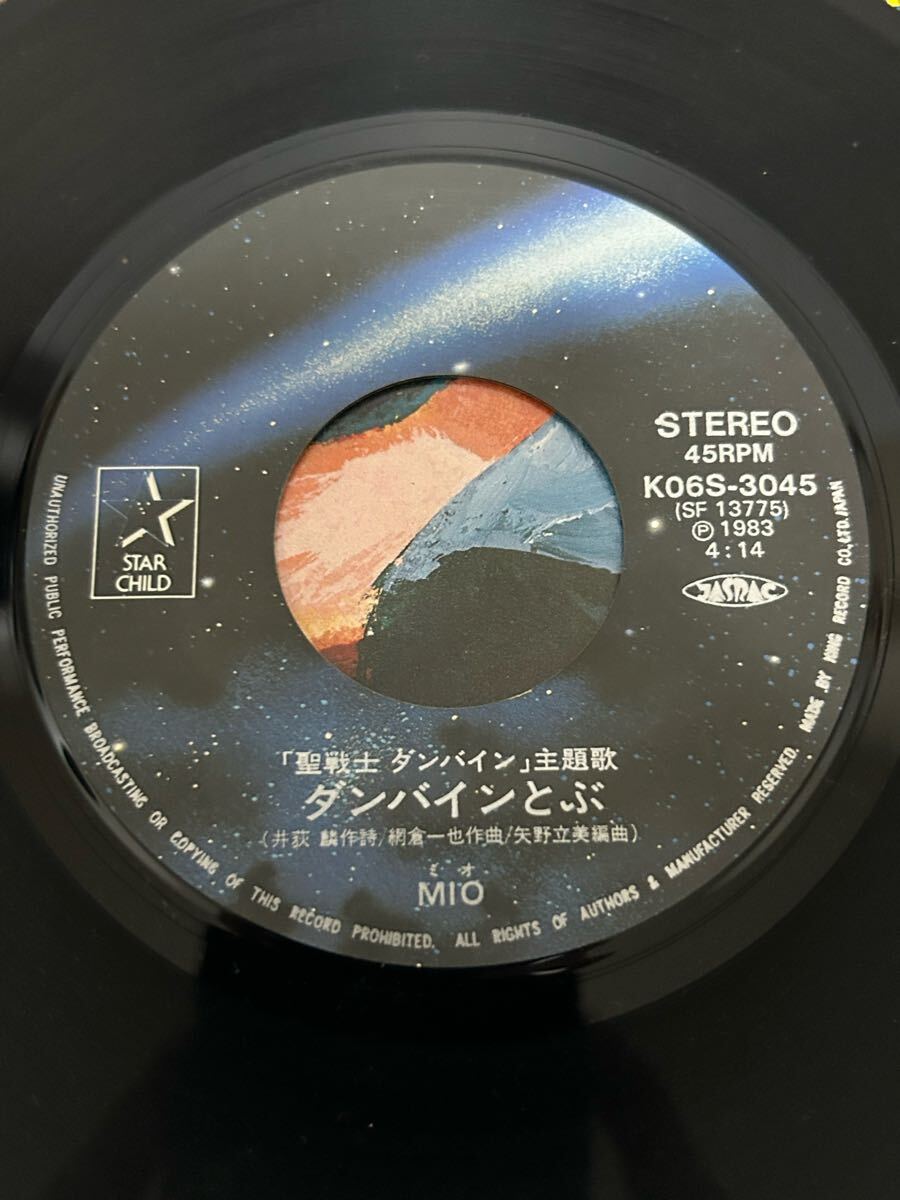 STEREO
45RPM
K06S-3045
(SF 13775)
Ⓟ 1983
4:14
JASRAC
STAR
CHILD
「聖戦士 ダンバイン」主題歌
ダンバインとぶ
(井荻 麟作詩/網倉一也作曲/矢野立美編曲)
ミオ
MIO
UNAUTHORIZED PUBLIC PERFORMANCE BROADCASTING OR COPYING OF THIS RECORD PROHIBITED. ALL RIGHTS OF AUTHORS & MANUFACTURER RESERVED. MADE BY KING RECORD CO., LTD. JAPAN